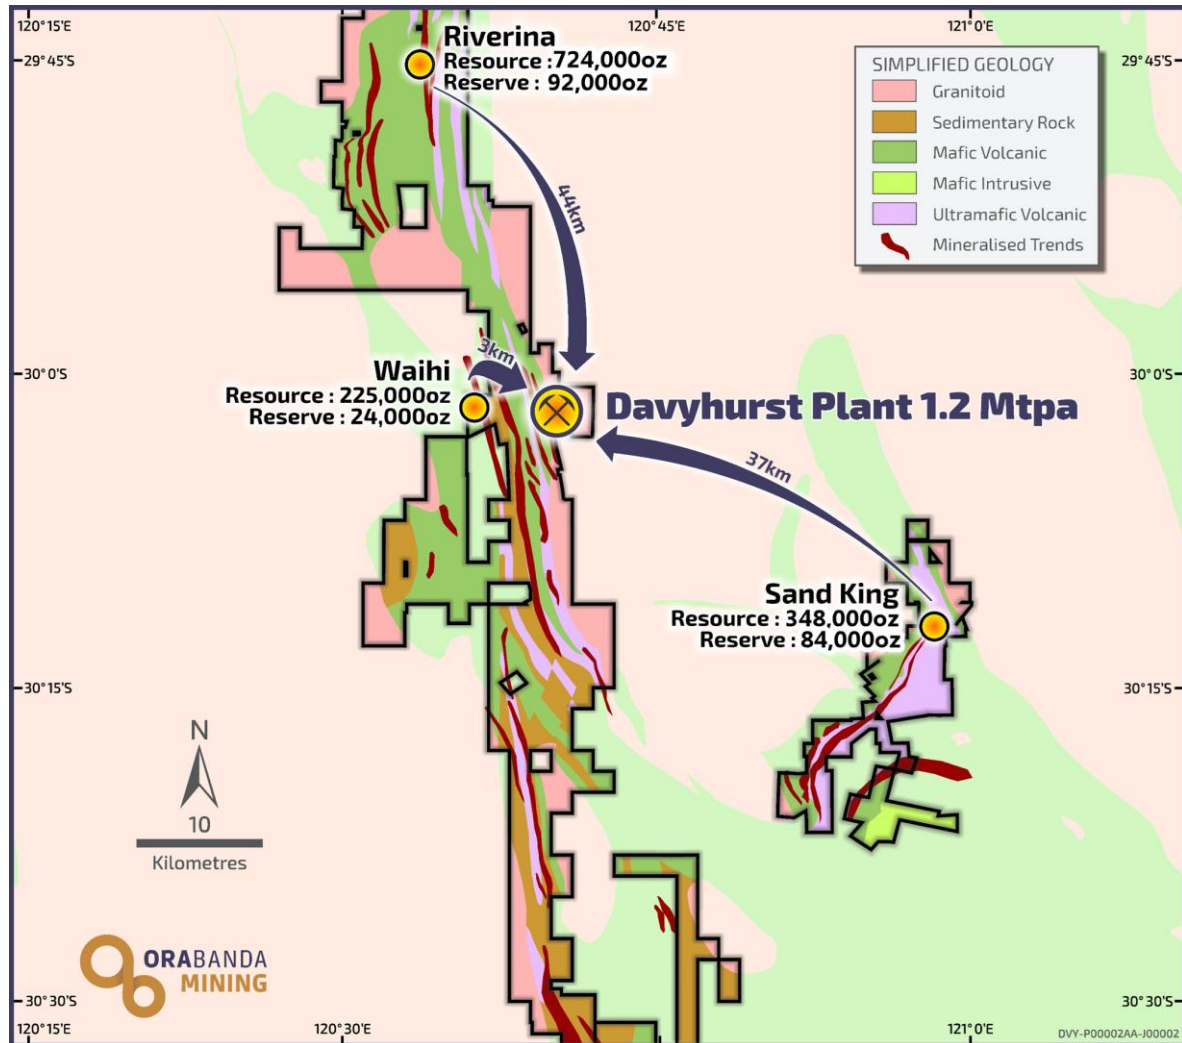 120°15'E
120°45'E
121°0'E
29°45'S
29°45'S
Riverina
Resource :724,000oz
Reserve : 92,000oz
SIMPLIFIED GEOLOGY
Granitoid
Sedimentary Rock
Mafic Volcanic
Mafic Intrusive
Ultramafic Volcanic
Mineralised Trends
44km
30°0'S
30°0'S
3km
Waihi
Resource : 225,000oz
Reserve : 24,000oz
Davyhurst Plant 1.2 Mtpa
37km
Sand King
Resource : 348,000oz
Reserve : 84,000oz
30°15'S
30°15'S
N
10
Kilometres
ORABANDA
MINING
30°30'S
30°30'S
120°15'E
120°30'E
121°0'E
DVY-P00002AA-J00002